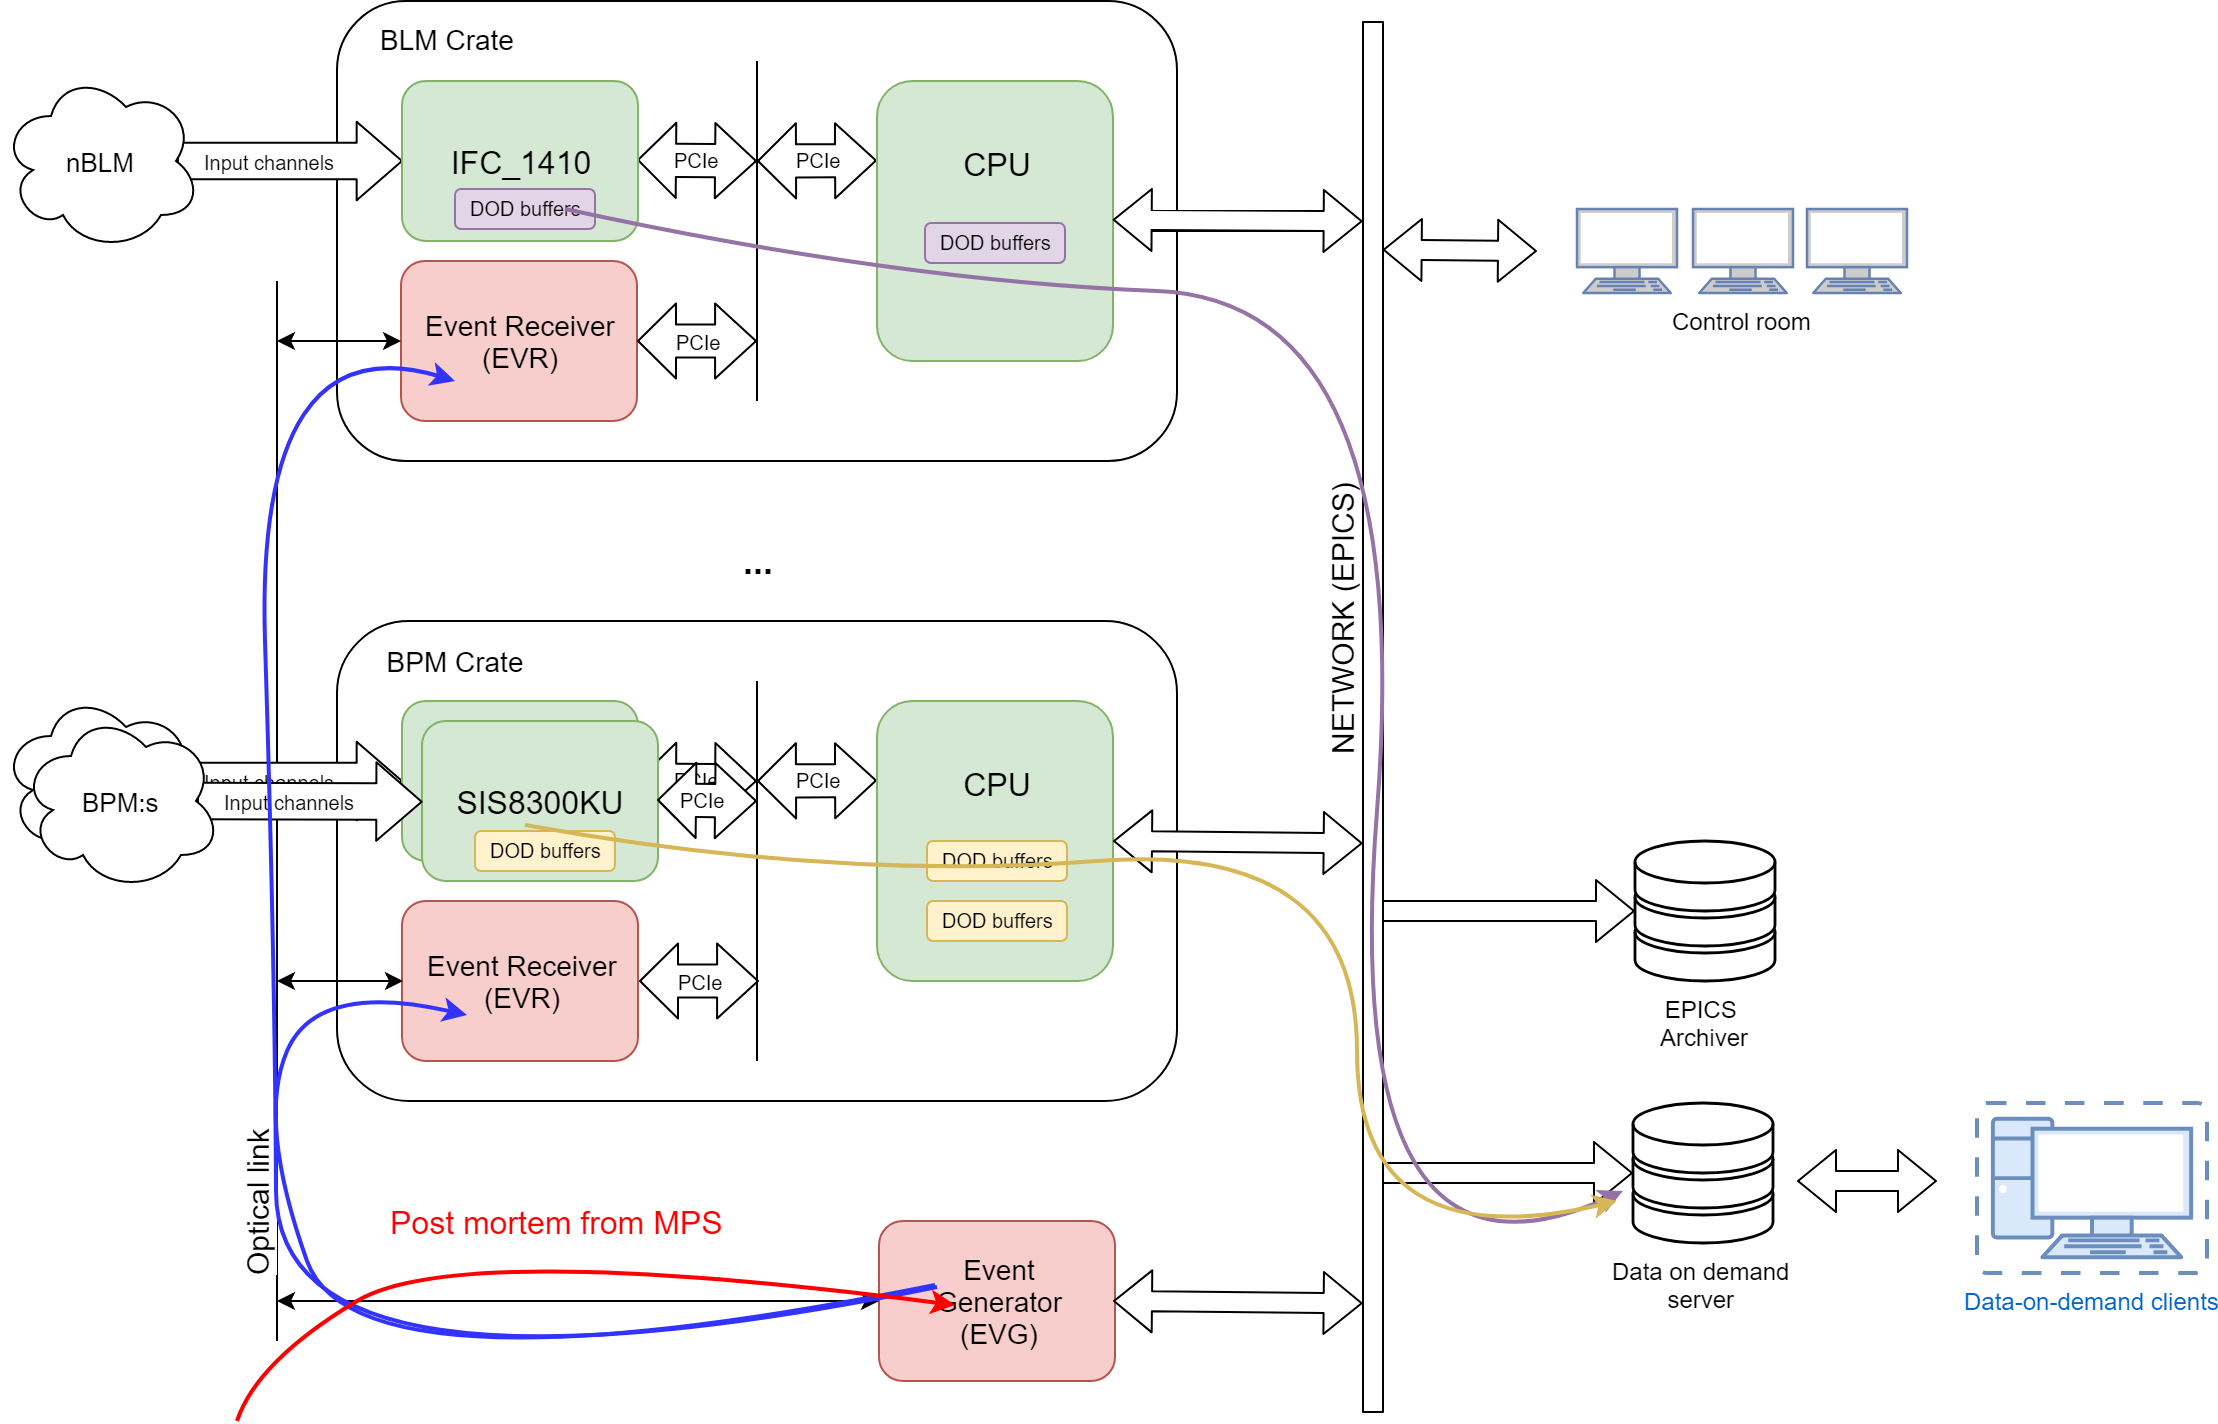 BLM Crate
nBLM
Input channels
IFC_1410
DOD buffers
PCIe
PCIe
CPU
DOD buffers
Event Receiver
(EVR)
PCIe
Control room
...
NETWORK (EPICS)
BPM Crate
BPM:s
Input channels
Input channels
SIS8300KU
DOD buffers
PCIe
PCIe
PCIe
CPU
DOD buffers
DOD buffers
Event Receiver
(EVR)
PCIe
EPICS
Archiver
Optical link
Post mortem from MPS
Event
Generator
(EVG)
Data on demand
server
Data-on-demand clients